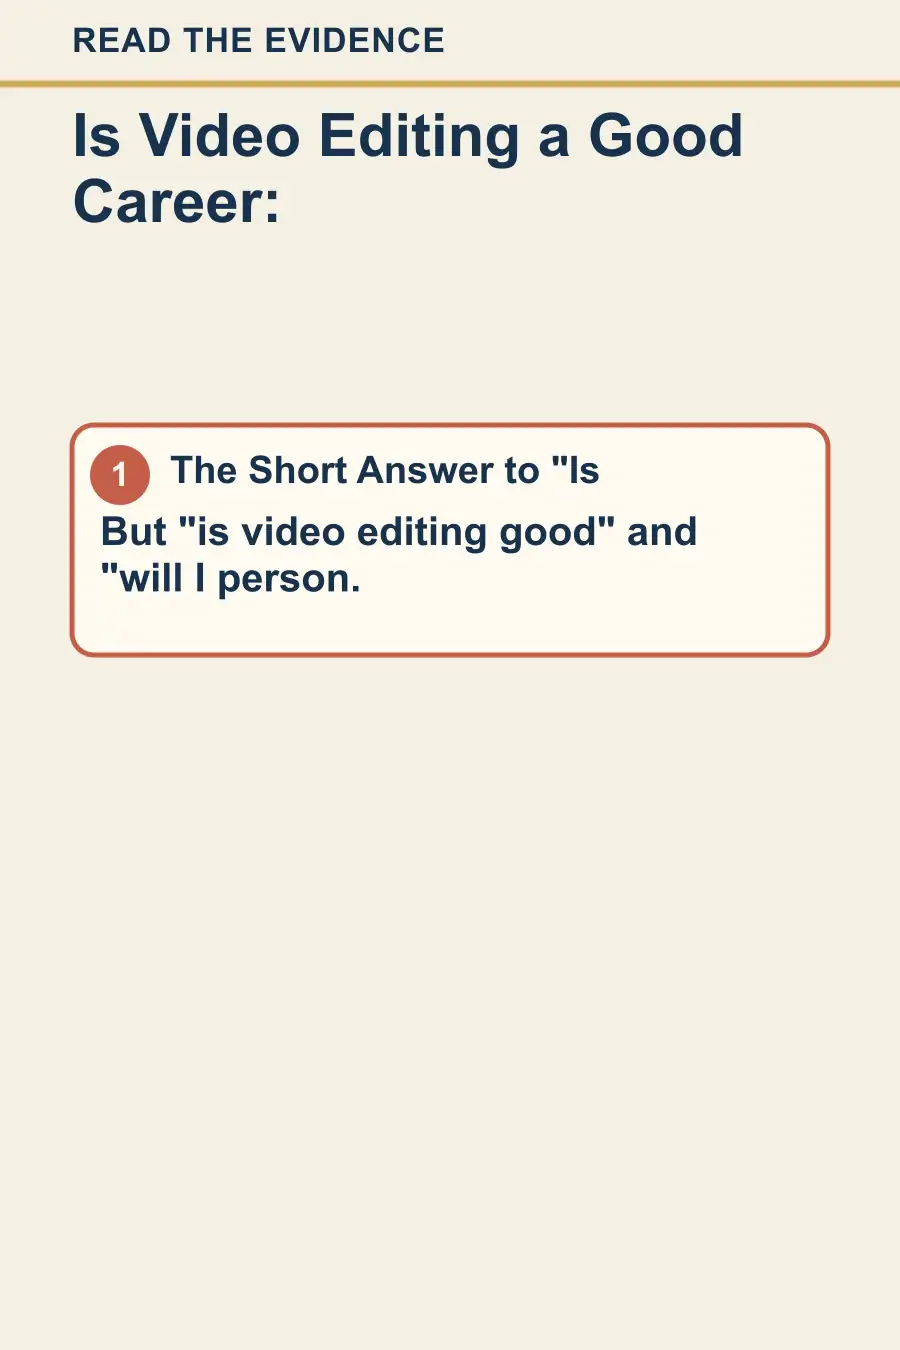 READ THE EVIDENCE
Is Video Editing a Good
Career:
1 The Short Answer to "Is
But "is video editing good" and
"will I person.